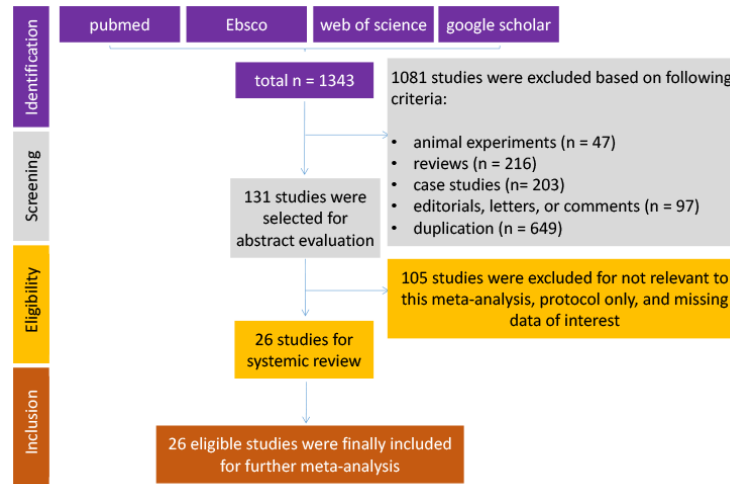 pubmed
Ebsco
web of science
google scholar
Identification
total n = 1343
1081 studies were excluded based on following
criteria:
• animal experiments (n = 47)
• reviews (n = 216)
• case studies (n= 203)
• editorials, letters, or comments (n = 97)
• duplication (n = 649)
Screening
131 studies were
selected for
abstract evaluation
Eligibility
105 studies were excluded for not relevant to
this meta-analysis, protocol only, and missing
data of interest
26 studies for
systemic review
Inclusion
26 eligible studies were finally included
for further meta-analysis